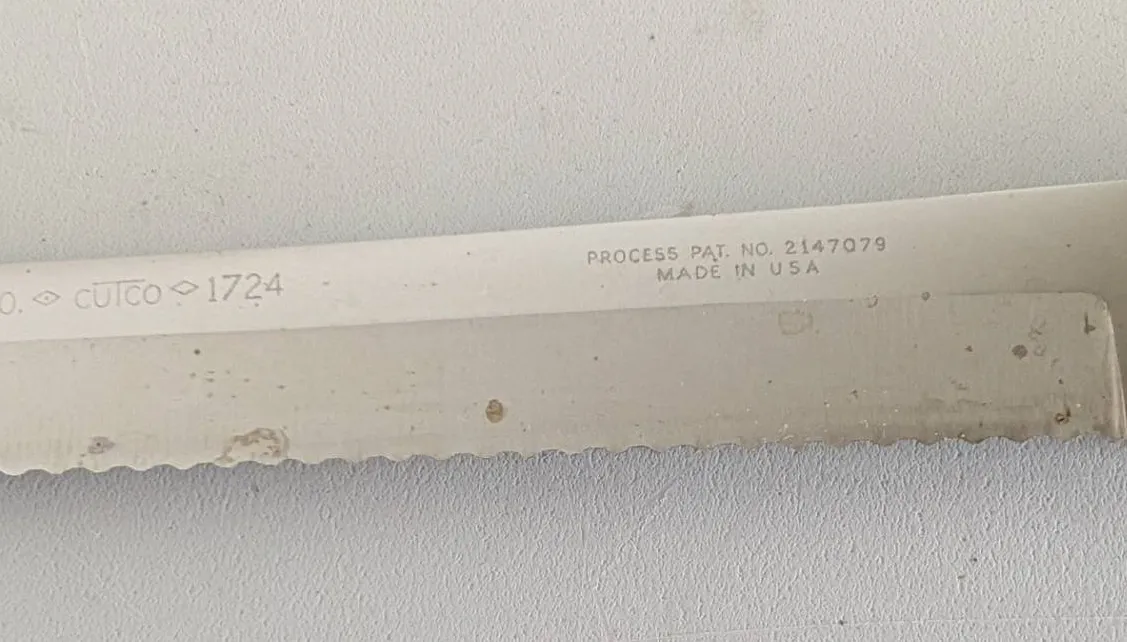 O. CUTCO 1724
PROCESS PAT. NO. 2147079
MADE IN USA